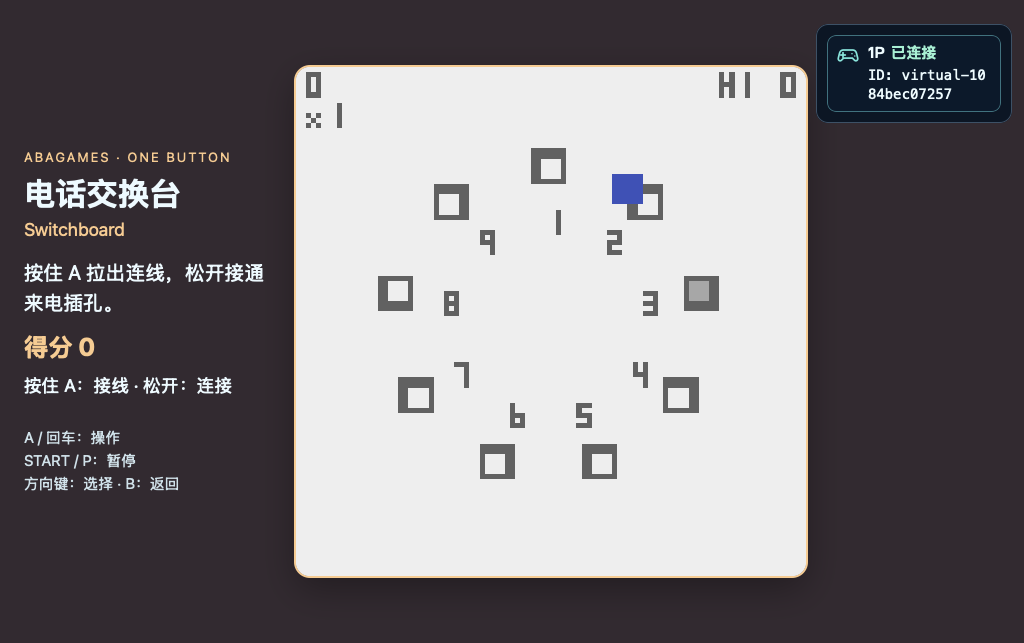 ABAGAMES · ONE BUTTON
电话交换台
Switchboard
按住 A 拉出连线，松开接通
来电插孔。
得分 0
按住 A：接线 · 松开：连接
A / 回车：操作
START / P：暂停
方向键：选择 · B：返回
0 HI 0
x1
1
9 2
8 3
7 4
6 5
1P 已连接
ID: virtual-10
84bec07257